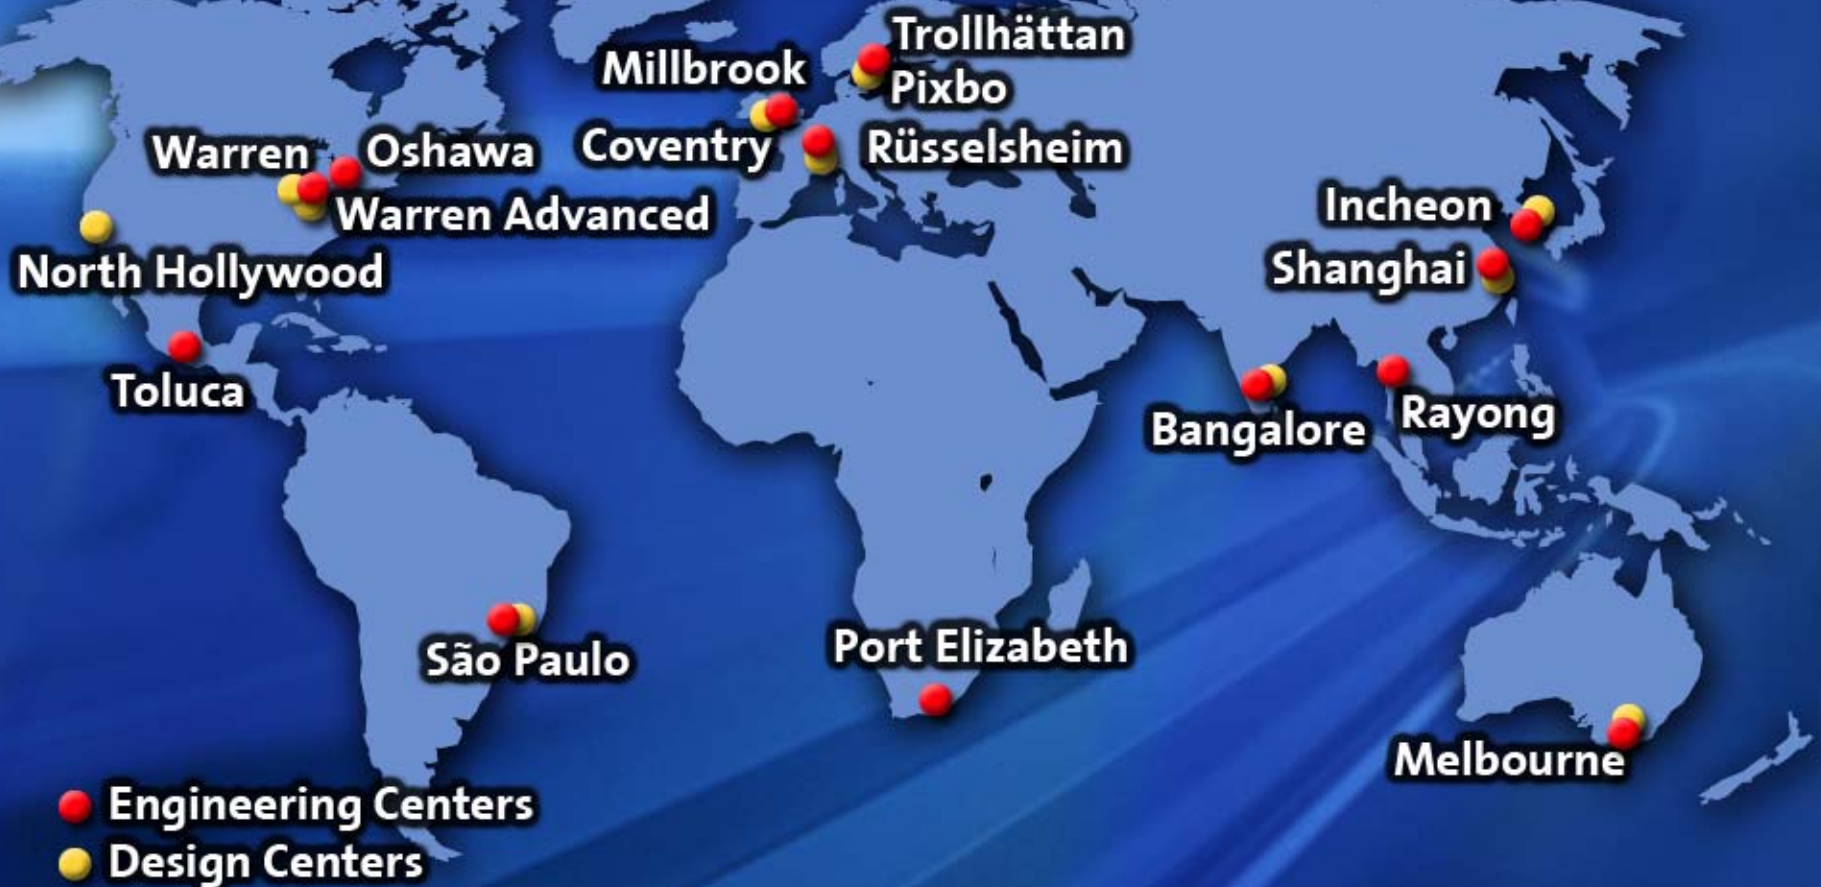 Trollhättan
Millbrook
Pixbo
Warren
Oshawa
Coventry
Rüsselsheim
Warren Advanced
Incheon
North Hollywood
Shanghai
Toluca
Bangalore
Rayong
São Paulo
Port Elizabeth
Melbourne
Engineering Centers
Design Centers